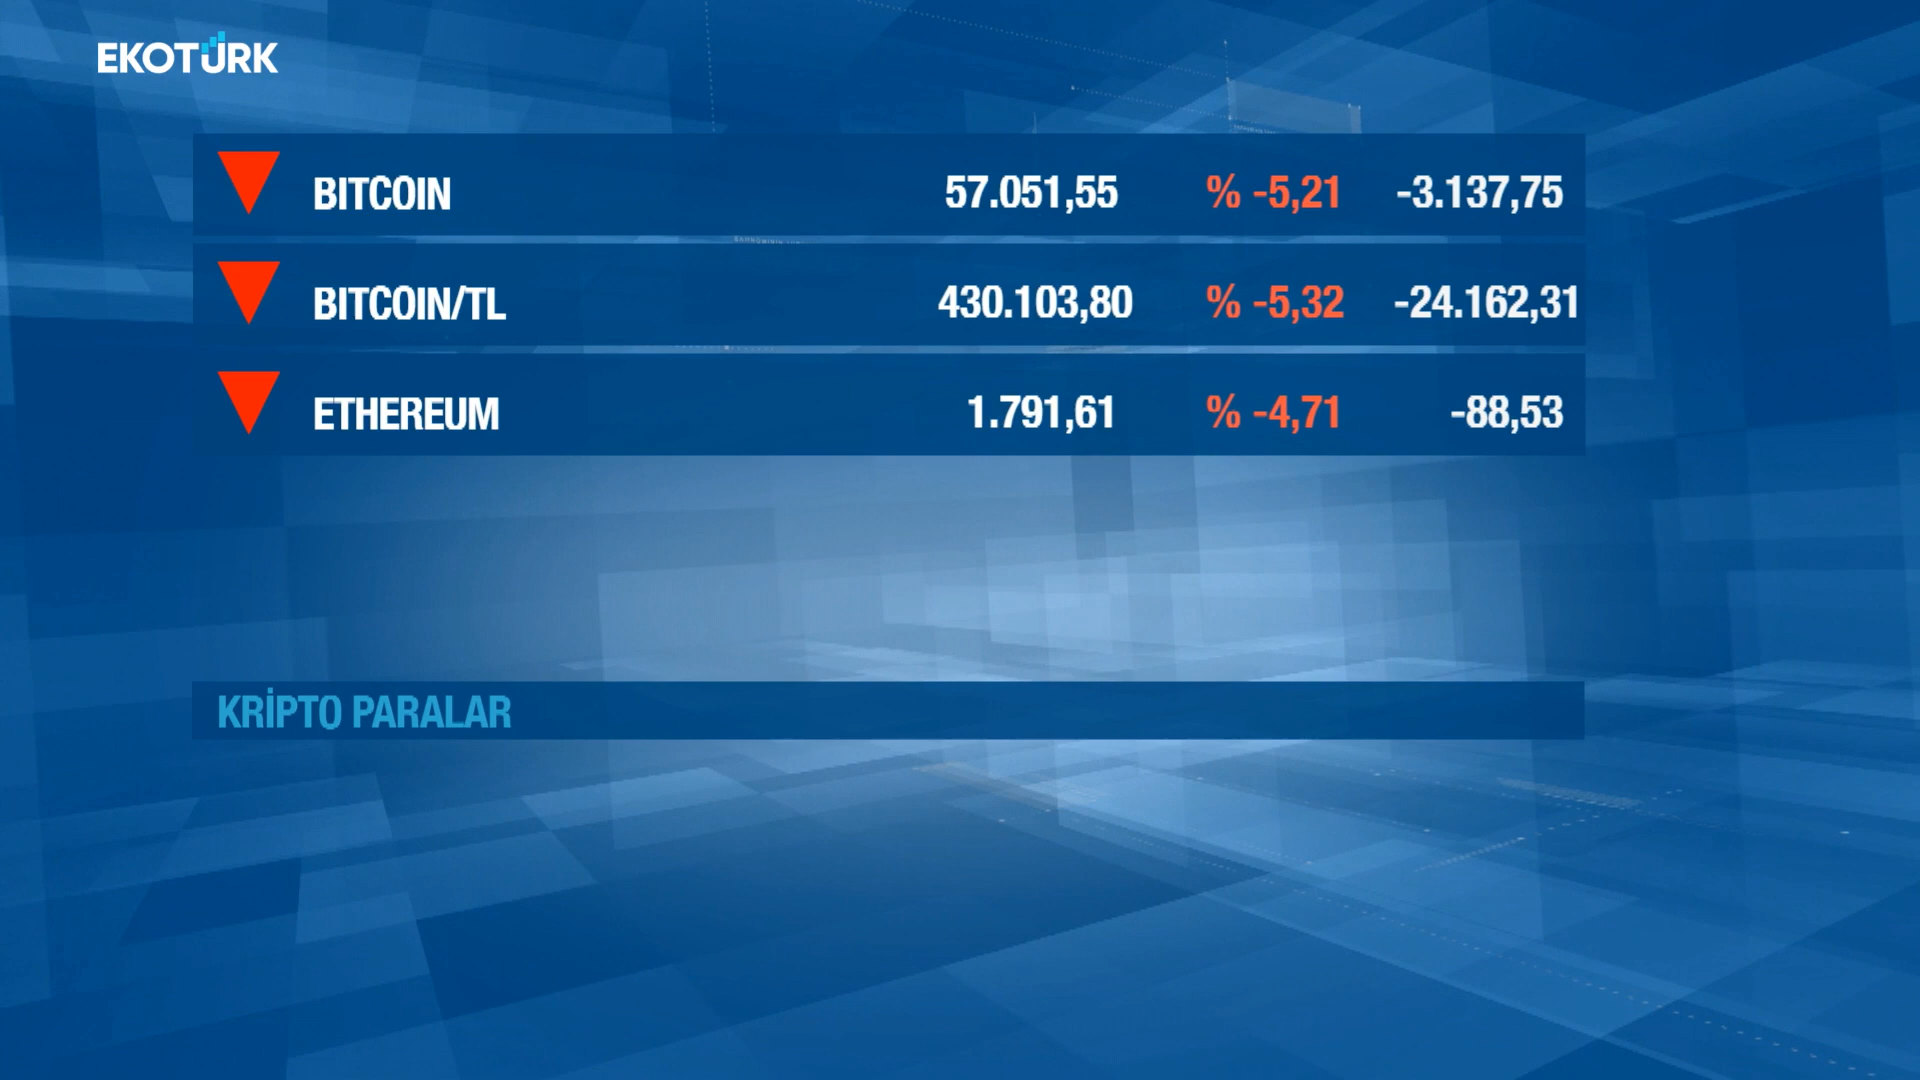 EKOTÜRK
BITCOIN 57.051,55 % -5,21 -3.137,75
BITCOIN/TL 430.103,80 % -5,32 -24.162,31
ETHEREUM 1.791,61 % -4,71 -88,53
KRİPTO PARALAR